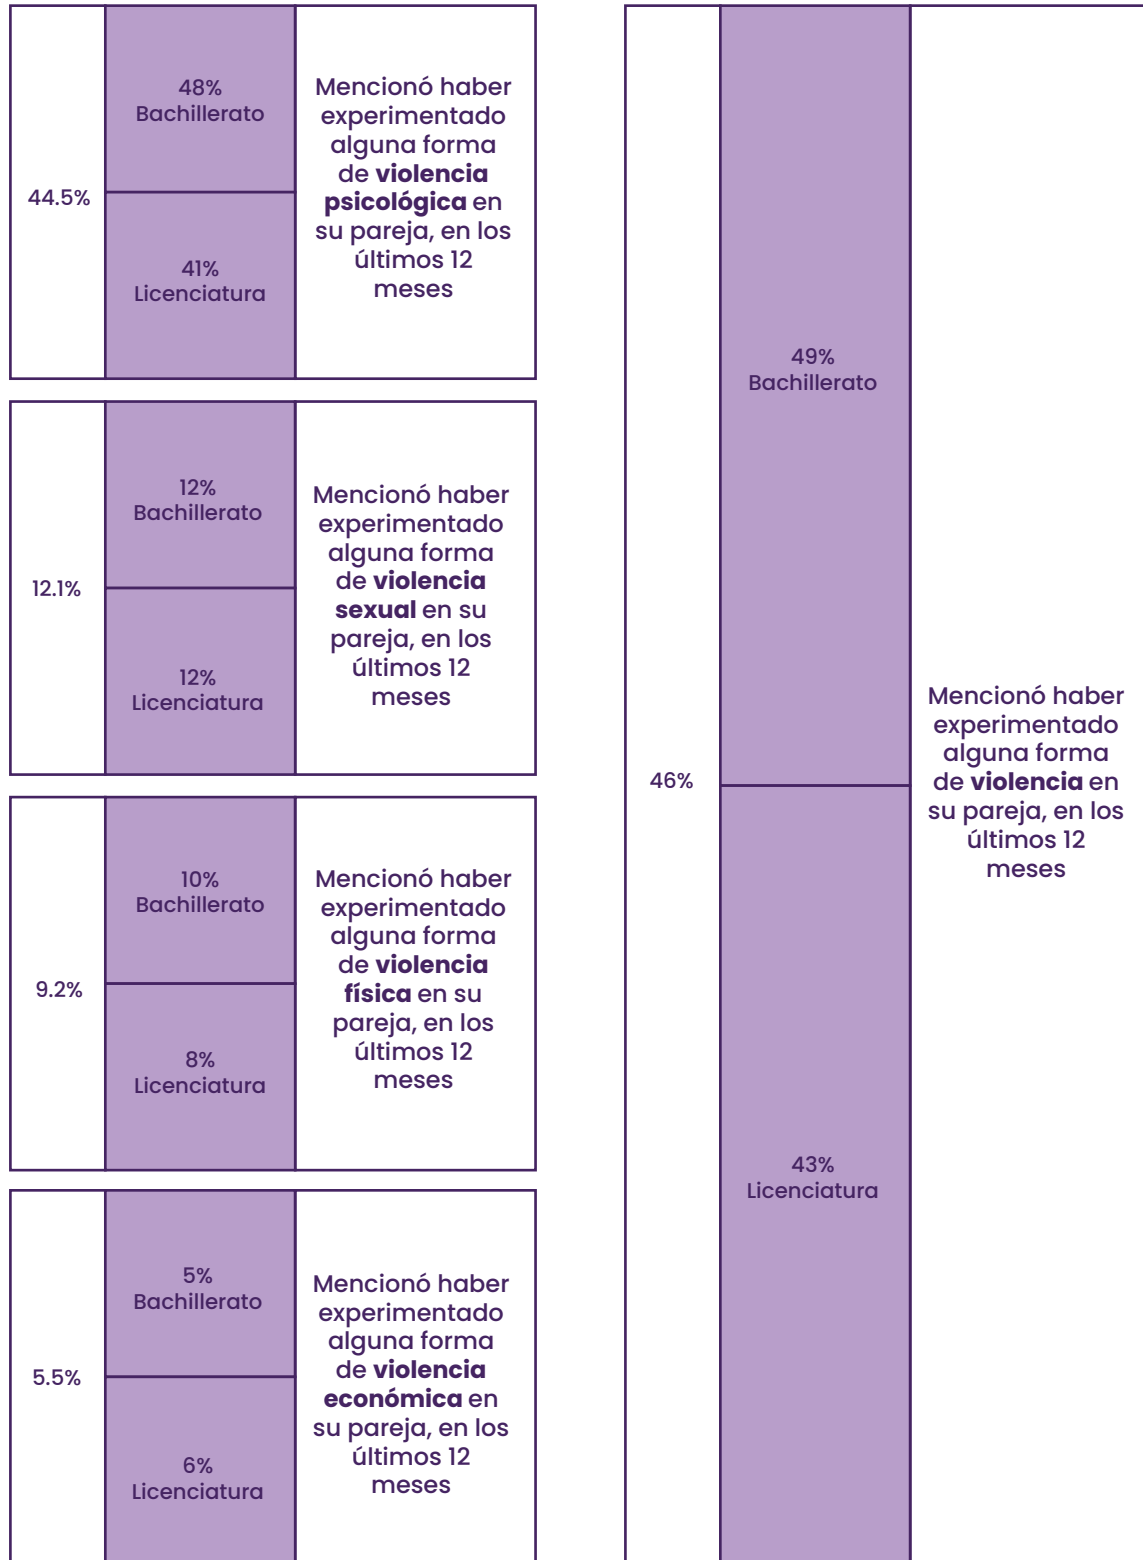 44.5%
48%
Bachillerato
41%
Licenciatura
Mencionó haber
experimentado
alguna forma
de violencia
psicológica en
su pareja, en los
últimos 12
meses
12.1%
12%
Bachillerato
12%
Licenciatura
Mencionó haber
experimentado
alguna forma
de violencia
sexual en su
pareja, en los
últimos 12
meses
9.2%
10%
Bachillerato
8%
Licenciatura
Mencionó haber
experimentado
alguna forma
de violencia
física en su
pareja, en los
últimos 12
meses
5.5%
5%
Bachillerato
6%
Licenciatura
Mencionó haber
experimentado
alguna forma
de violencia
económica en
su pareja, en los
últimos 12
meses
46%
49%
Bachillerato
43%
Licenciatura
Mencionó haber
experimentado
alguna forma
de violencia en
su pareja, en los
últimos 12
meses